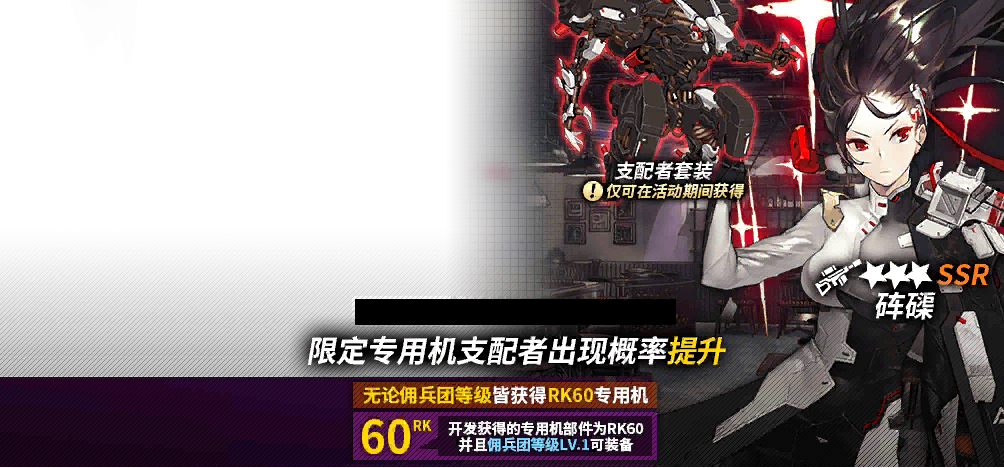 支配者套装
!仅可在活动期间获得
SSR
砗磲
限定专用机支配者出现概率提升
无论佣兵团等级皆获得RK60专用机
60RK
开发获得的专用机部件为RK60
并且佣兵团等级LV.1可装备